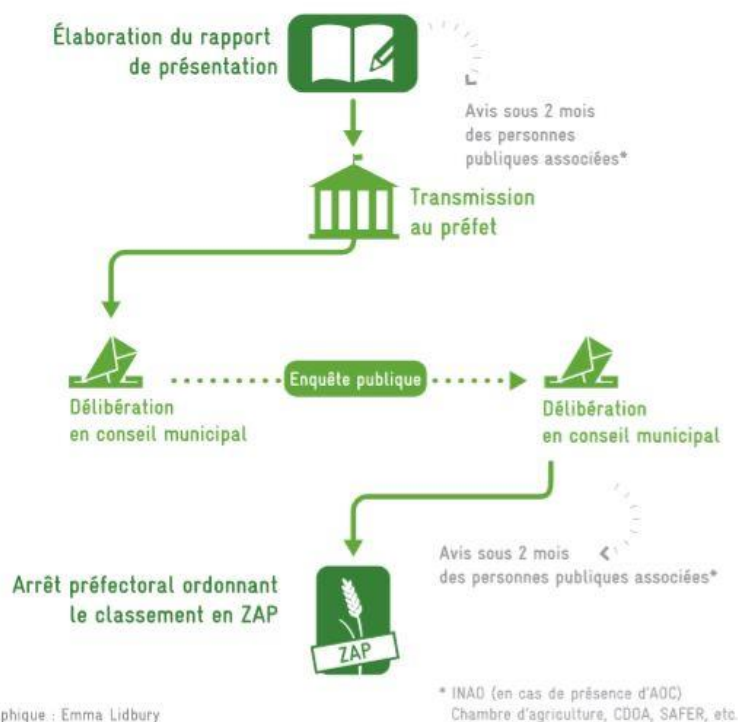 Élaboration du rapport
de présentation
Avis sous 2 mois
des personnes
publiques associées*
Transmission
au préfet
Enquête publique
Délibération
en conseil municipal
Délibération
en conseil municipal
Avis sous 2 mois
des personnes publiques associées*
Arrêt préfectoral ordonnant
le classement en ZAP
ZAP
* INAO (en cas de présence d'AOC)
Chambre d'agriculture, CDOA, SAFER, etc
phique : Emma Lidbury